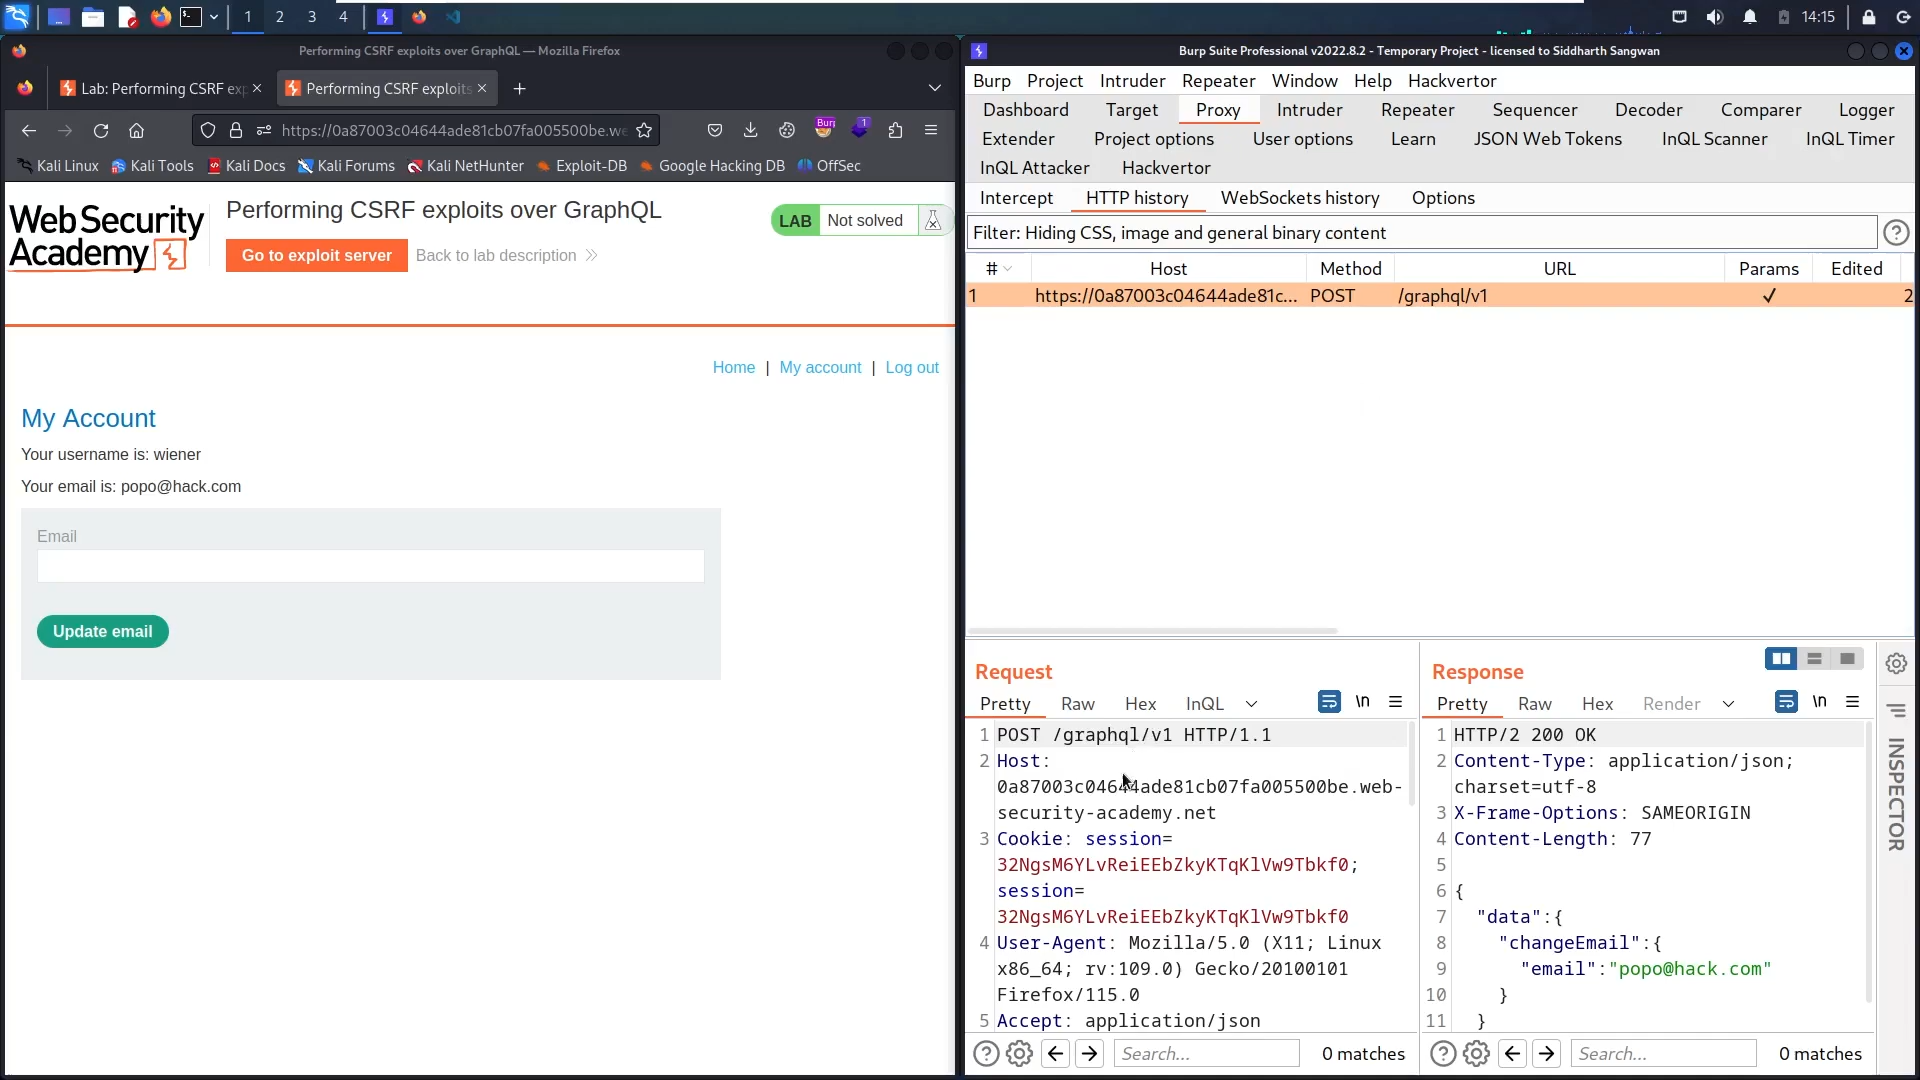 1 2 3 4 14:15
Performing CSRF exploits over GraphQL — Mozilla Firefox
Lab: Performing CSRF exp
Performing CSRF exploits
Burp
1
https://0a87003c04644ade81cb07fa005500be.we
Kali Linux Kali Tools Kali Docs Kali Forums Kali NetHunter Exploit-DB Google Hacking DB OffSec
Web Security
Academy
Performing CSRF exploits over GraphQL
Go to exploit server
Back to lab description
LAB Not solved
Home | My account | Log out
My Account
Your username is: wiener
Your email is: popo@hack.com
Email
Update email
Burp Suite Professional v2022.8.2 - Temporary Project - licensed to Siddharth Sangwan
Burp Project Intruder Repeater Window Help Hackvertor
Dashboard Target Proxy Intruder Repeater Sequencer Decoder Comparer Logger
Extender Project options User options Learn JSON Web Tokens InQL Scanner InQL Timer
InQL Attacker Hackvertor
Intercept HTTP history WebSockets history Options
Filter: Hiding CSS, image and general binary content
# Host Method URL Params Edited
1 https://0a87003c04644ade81c... POST /graphql/v1 ✓ 2
Request
Pretty Raw Hex InQL \n
1 POST /graphql/v1 HTTP/1.1
2 Host:
0a87003c04644ade81cb07fa005500be.web-
security-academy.net
3 Cookie: session=
32NgsM6YLvReiEEbZkyKTqKlVw9Tbkf0;
session=
32NgsM6YLvReiEEbZkyKTqKlVw9Tbkf0
4 User-Agent: Mozilla/5.0 (X11; Linux
x86_64; rv:109.0) Gecko/20100101
Firefox/115.0
5 Accept: application/json
Search... 0 matches
Response
Pretty Raw Hex Render \n
1 HTTP/2 200 OK
2 Content-Type: application/json;
charset=utf-8
3 X-Frame-Options: SAMEORIGIN
4 Content-Length: 77
5
6 {
7 "data":{
8 "changeEmail":{
9 "email":"popo@hack.com"
10 }
11 }
Search... 0 matches
INSPECTOR